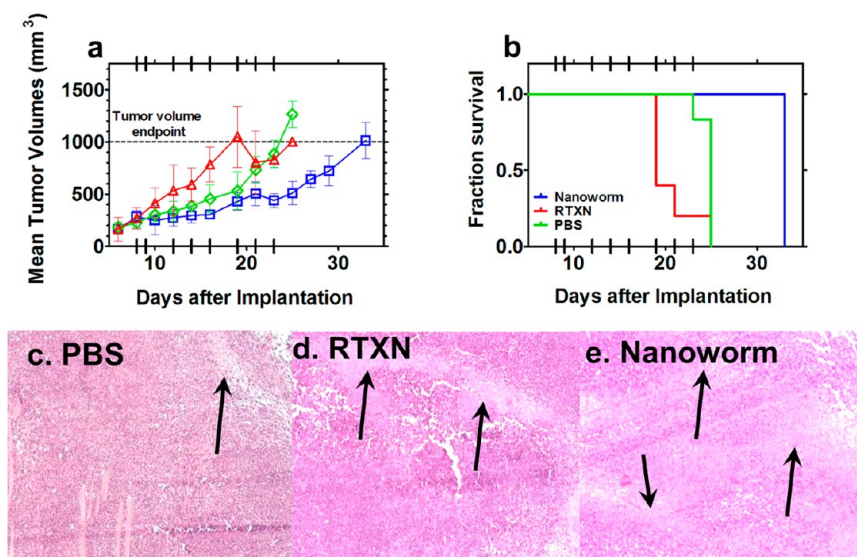 a
Mean Tumor Volumes (mm³)
1500
1000
500
0
Tumor volume
endpoint
10
20
30
Days after Implantation
b
Fraction survival
1.0
0.5
0.0
Nanoworm
RTXN
PBS
10
20
30
Days after Implantation
c. PBS
d. RTXN
e. Nanoworm